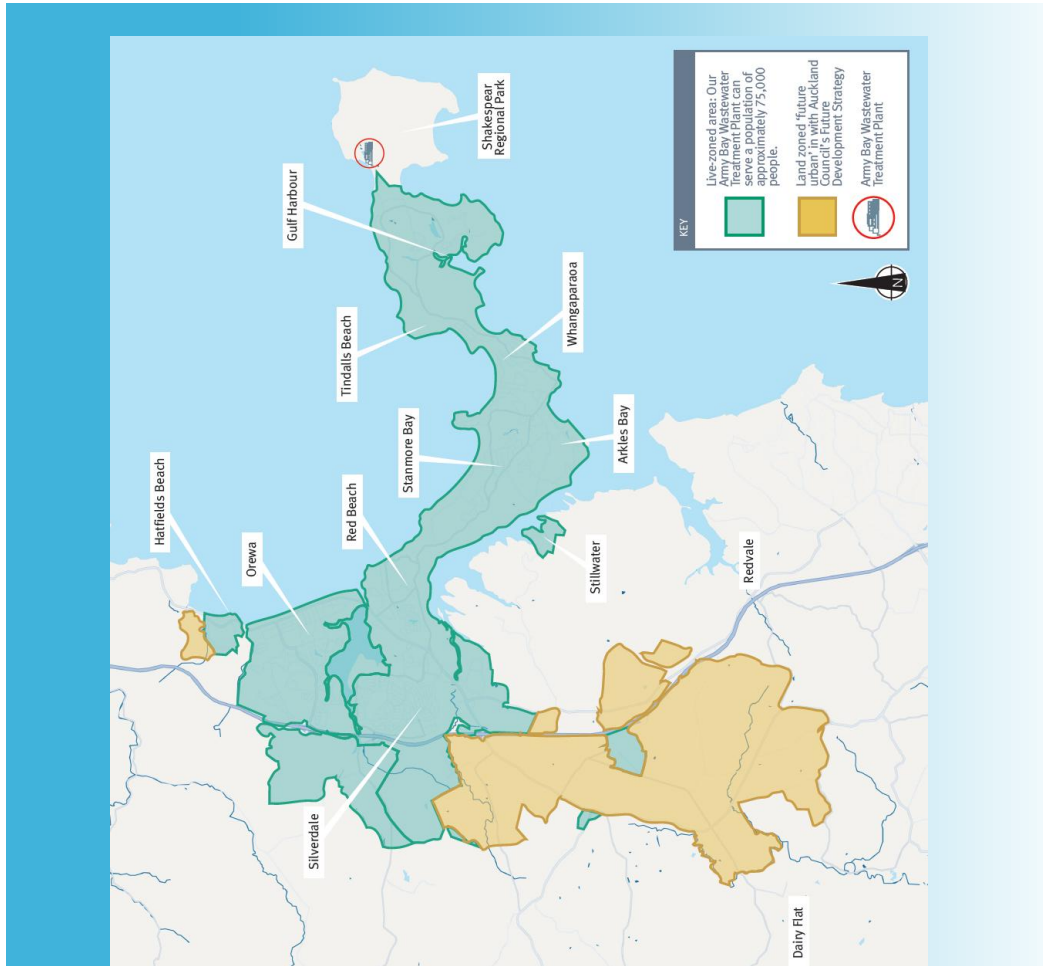 Hatfields Beach
Orewa
Red Beach
Stanmore Bay
Tindalls Beach
Gulf Harbour
Shakespear
Regional Park
Whangaparaoa
Arkles Bay
Stillwater
Redvale
Silverdale
Dairy Flat
N
KEY
Live-zoned area: Our
Army Bay Wastewater
Treatment Plant can
serve a population of
approximately 75,000
people.
Land zoned 'future
urban' in with Auckland
Council's Future
Development Strategy
Army Bay Wastewater
Treatment Plant